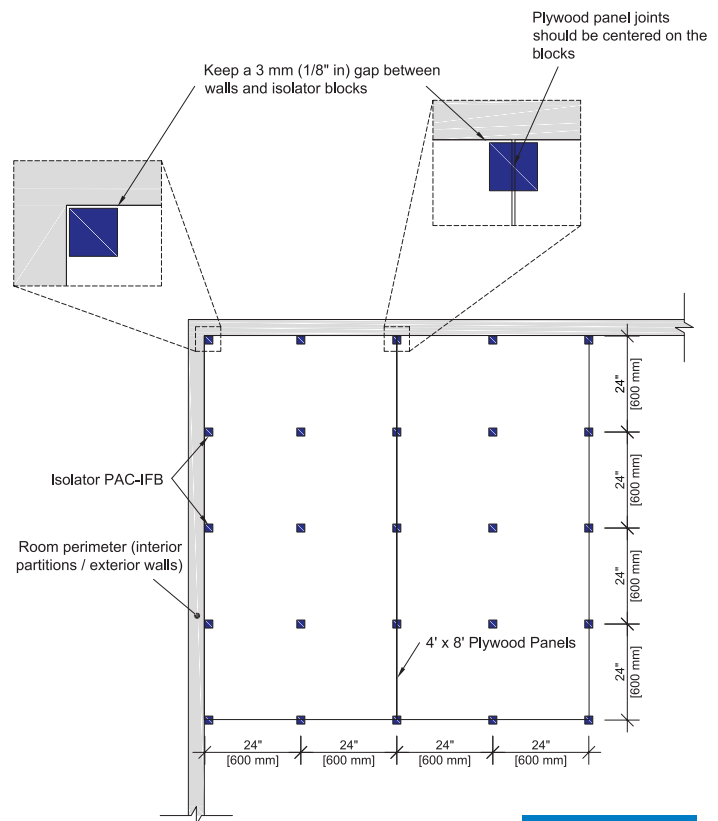 Plywood panel joints
should be centered on the
blocks
Keep a 3 mm (1/8" in) gap between
walls and isolator blocks
24"
[600 mm]
24"
[600 mm]
Isolator PAC-IFB
24"
[600 mm]
Room perimeter (interior
partitions / exterior walls)
4' x 8' Plywood Panels
24"
[600 mm]
24" 24" 24" 24"
[600 mm] [600 mm] [600 mm] [600 mm]